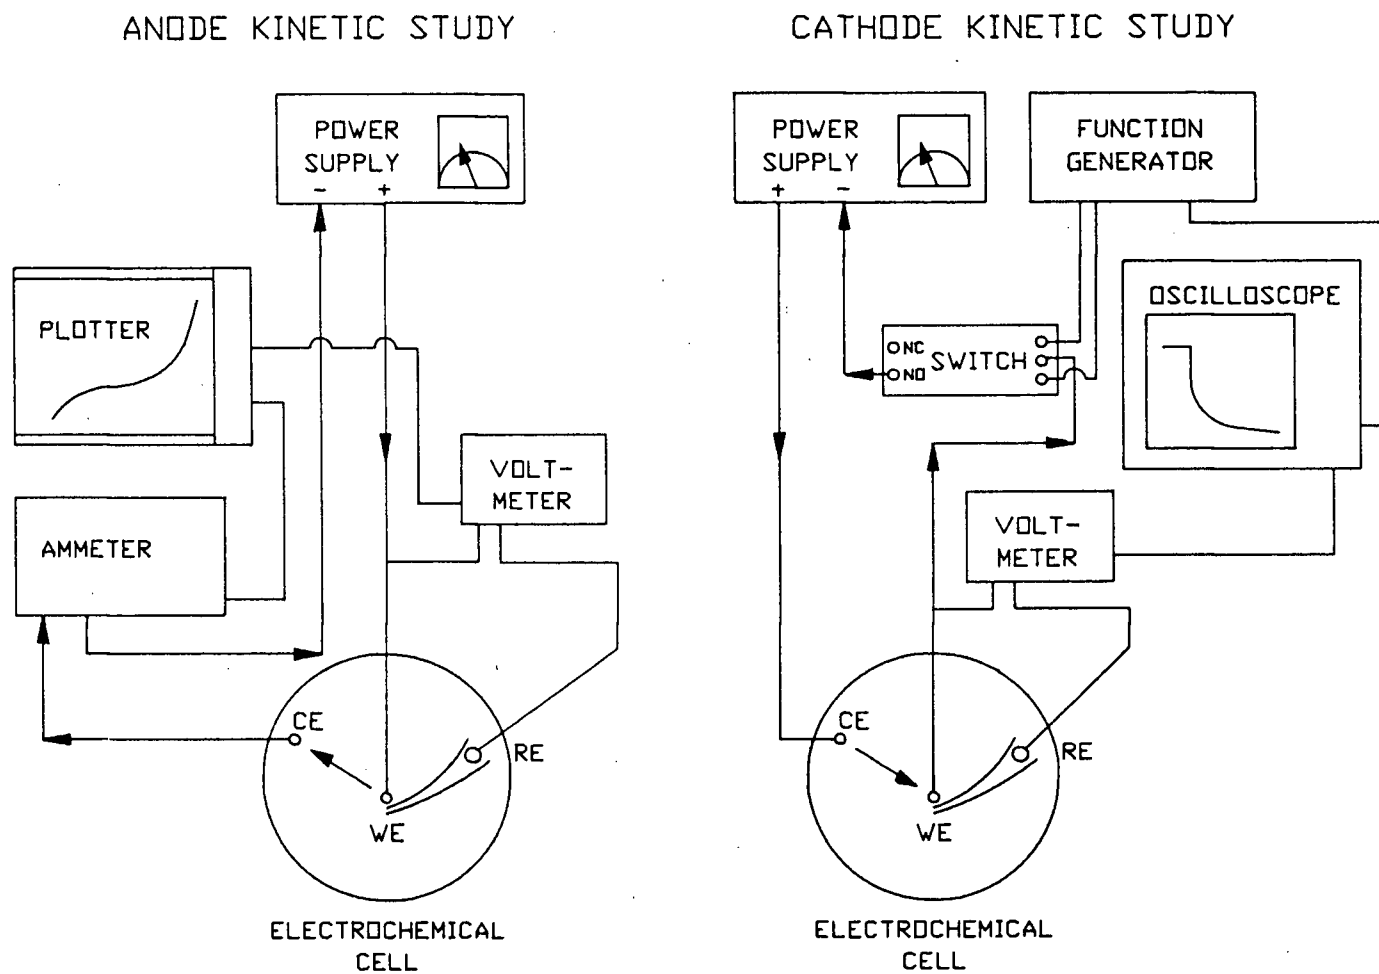 ANODE KINETIC STUDY
POWER
SUPPLY
- +
PLOTTER
VOLT-
METER
AMMETER
CE
RE
WE
ELECTROCHEMICAL
CELL
CATHODE KINETIC STUDY
POWER
SUPPLY
+ -
FUNCTION
GENERATOR
OSCILLOSCOPE
NC
SWITCH
NO
VOLT-
METER
CE
RE
WE
ELECTROCHEMICAL
CELL